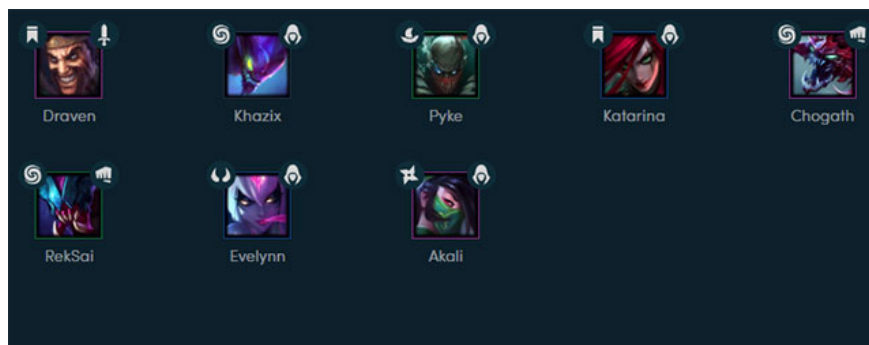 Draven
Khazix
Pyke
Katarina
Chogath
RekSai
Evelynn
Akali